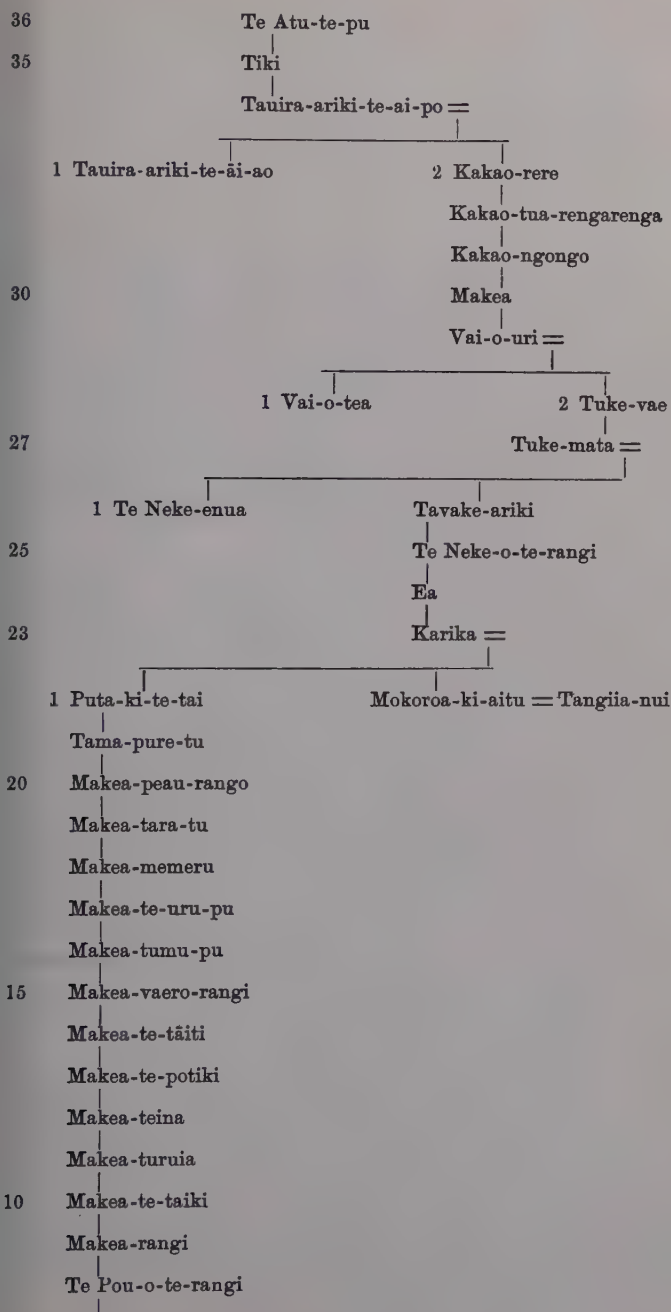 36 Te Atu-te-pu
35 Tiki
Tauira-ariki-te-ai-po =
1 Tauira-ariki-te-āi-ao 2 Kakao-rere
Kakao-tua-rengarenga
Kakao-ngongo
30 Makea
Vai-o-uri =
1 Vai-o-tea 2 Tuke-vae
27 Tuke-mata =
1 Te Neke-enua Tavake-ariki
25 Te Neke-o-te-rangi
Ea
23 Karika =
1 Puta-ki-te-tai Mokoroa-ki-aitu = Tangiia-nui
Tama-pure-tu
20 Makea-peau-rango
Makea-tara-tu
Makea-memeru
Makea-te-uru-pu
Makea-tumu-pu
15 Makea-vaero-rangi
Makea-te-tāiti
Makea-te-potiki
Makea-teina
Makea-turuia
10 Makea-te-taiki
Makea-rangi
Te Pou-o-te-rangi